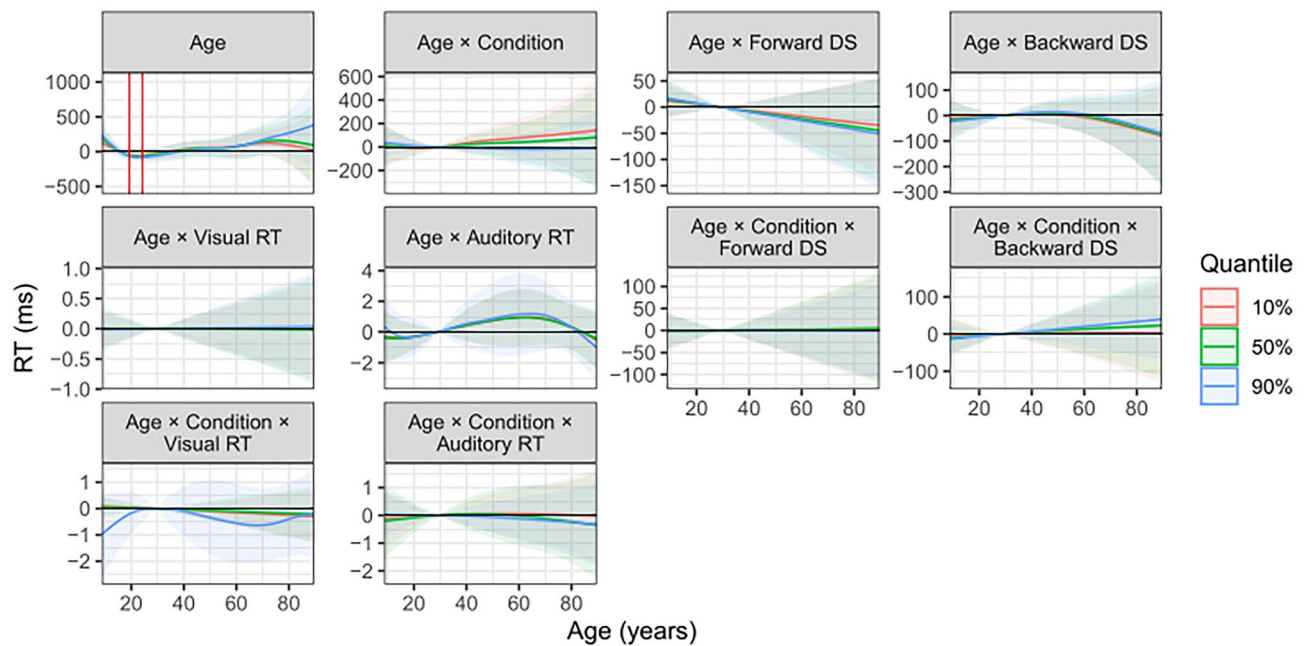 Age
Age × Condition
Age × Forward DS
Age × Backward DS
1000
500
0
−500
600
400
200
0
−200
50
0
−50
−100
−150
100
0
−100
−200
−300
Age × Visual RT
Age × Auditory RT
Age × Condition ×
Forward DS
Age × Condition ×
Backward DS
1.0
0.5
0.0
−0.5
−1.0
4
2
0
−2
100
50
0
−50
−100
100
0
−100
20 40 60 80
20 40 60 80
Age × Condition ×
Visual RT
Age × Condition ×
Auditory RT
1
0
−1
−2
1
0
−1
−2
20 40 60 80
20 40 60 80
RT (ms)
Age (years)
Quantile
10%
50%
90%